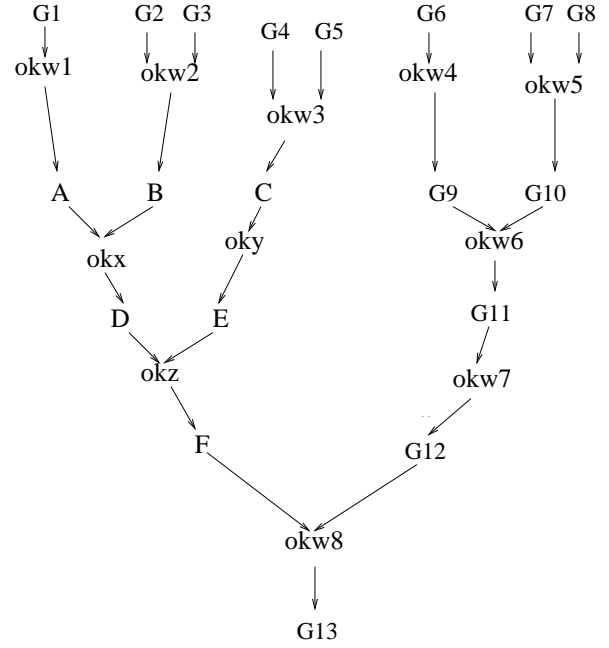 G1 G2 G3 G4 G5 G6 G7 G8
okw1 okw2 okw3 okw4 okw5
A B C G9 G10
okx oky okw6
D E G11
okz okw7
F G12
okw8
G13